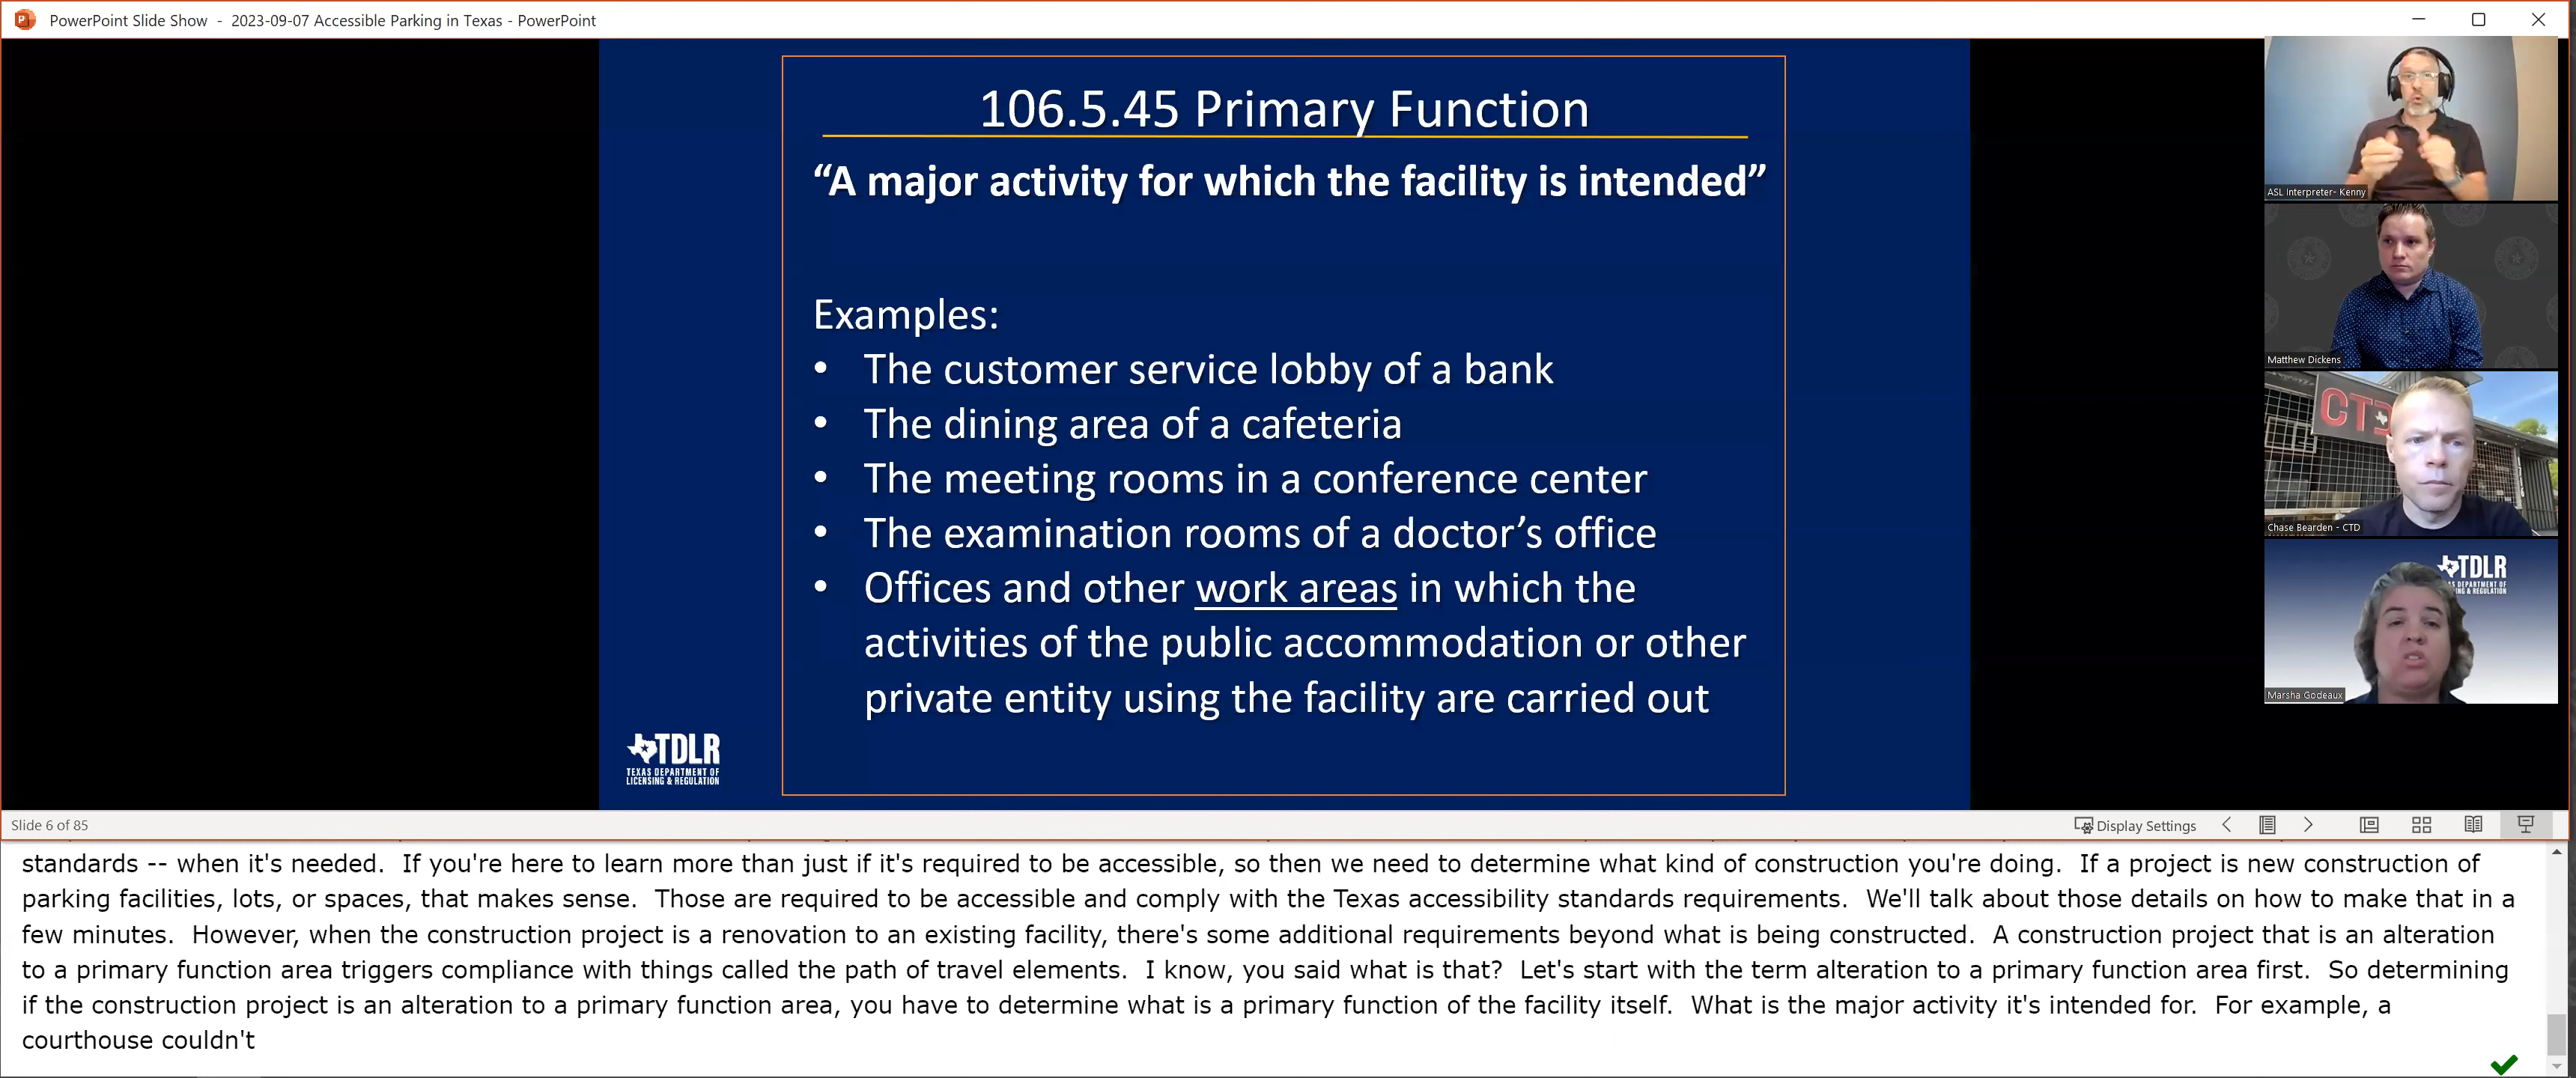 PowerPoint Slide Show - 2023-09-07 Accessible Parking in Texas - PowerPoint
106.5.45 Primary Function
“A major activity for which the facility is intended”
Examples:
• The customer service lobby of a bank
• The dining area of a cafeteria
• The meeting rooms in a conference center
• The examination rooms of a doctor’s office
• Offices and other work areas in which the
activities of the public accommodation or other
private entity using the facility are carried out
TDLR
TEXAS DEPARTMENT OF
LICENSING & REGULATION
ASL Interpreter- Kenny
Matthew Dickens
CTD
Chase Bearden - CTD
TDLR
AS DEPARTMENT OF
ING & REGULATION
Marsha Godeaux
Slide 6 of 85
Display Settings
standards -- when it's needed. If you're here to learn more than just if it's required to be accessible, so then we need to determine what kind of construction you're doing. If a project is new construction of
parking facilities, lots, or spaces, that makes sense. Those are required to be accessible and comply with the Texas accessibility standards requirements. We'll talk about those details on how to make that in a
few minutes. However, when the construction project is a renovation to an existing facility, there's some additional requirements beyond what is being constructed. A construction project that is an alteration
to a primary function area triggers compliance with things called the path of travel elements. I know, you said what is that? Let's start with the term alteration to a primary function area first. So determining
if the construction project is an alteration to a primary function area, you have to determine what is a primary function of the facility itself. What is the major activity it's intended for. For example, a
courthouse couldn't